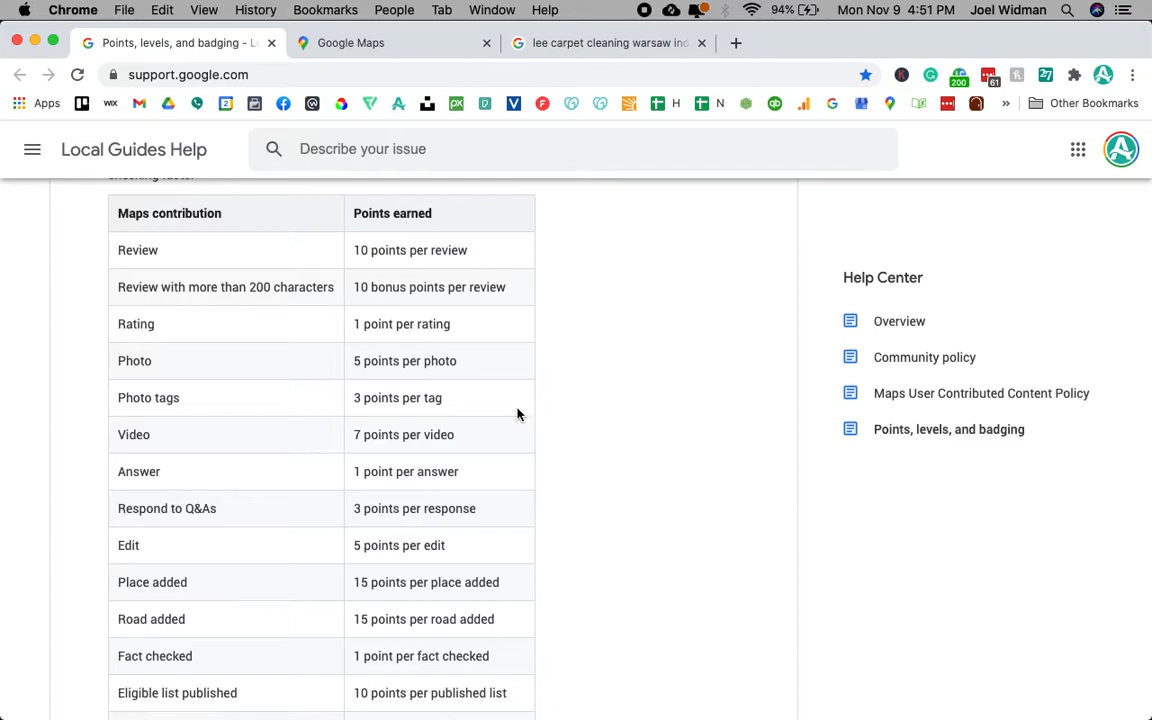 Chrome File Edit View History Bookmarks People Tab Window Help 94% Mon Nov 9 4:51 PM Joel Widman
Points, levels, and badging - Lo Google Maps lee carpet cleaning warsaw ind
support.google.com 200 61
Apps H N » Other Bookmarks
Local Guides Help Describe your issue
Maps contribution Points earned
Review 10 points per review
Review with more than 200 characters 10 bonus points per review
Rating 1 point per rating
Photo 5 points per photo
Photo tags 3 points per tag
Video 7 points per video
Answer 1 point per answer
Respond to Q&As 3 points per response
Edit 5 points per edit
Place added 15 points per place added
Road added 15 points per road added
Fact checked 1 point per fact checked
Eligible list published 10 points per published list
Help Center
Overview
Community policy
Maps User Contributed Content Policy
Points, levels, and badging